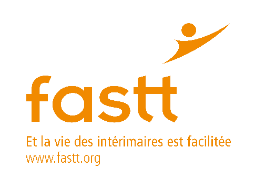 fastt
Et la vie des intérimaires est facilitée
www.fastt.org